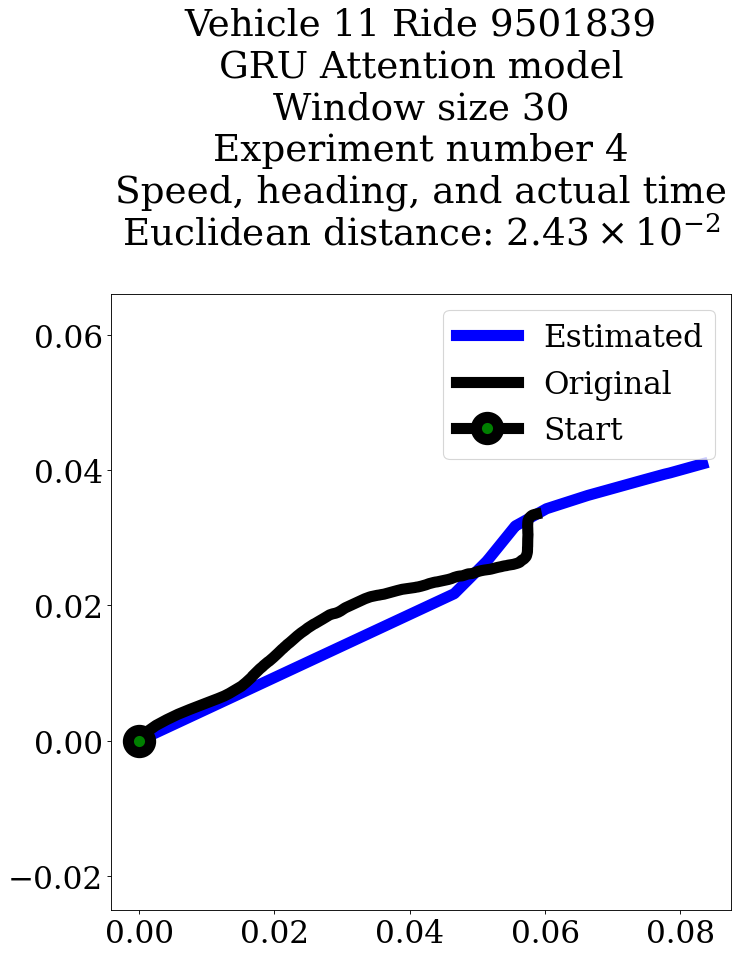 Vehicle 11 Ride 9501839
GRU Attention model
Window size 30
Experiment number 4
Speed, heading, and actual time
Euclidean distance: 2.43 × 10⁻²
Estimated
Original
Start
0.06
0.04
0.02
0.00
−0.02
0.00 0.02 0.04 0.06 0.08